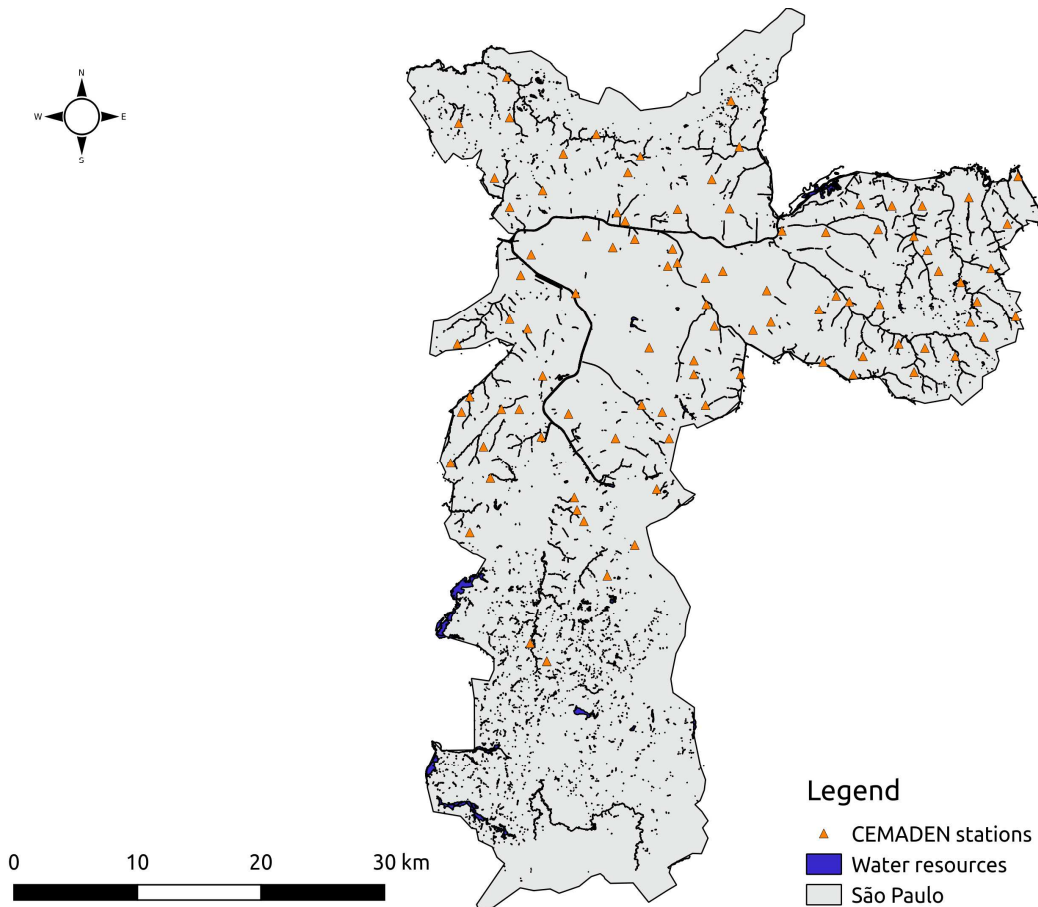 N
W E
S
Legend
CEMADEN stations
Water resources
São Paulo
0 10 20 30 km